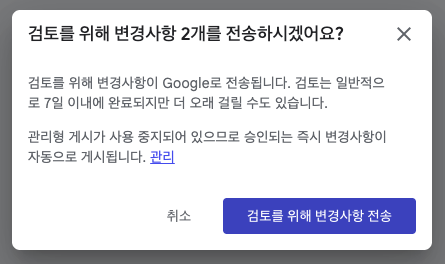 검토를 위해 변경사항 2개를 전송하시겠어요?
검토를 위해 변경사항이 Google로 전송됩니다. 검토는 일반적으
로 7일 이내에 완료되지만 더 오래 걸릴 수도 있습니다.
관리형 게시가 사용 중지되어 있으므로 승인되는 즉시 변경사항이
자동으로 게시됩니다. 관리
취소
검토를 위해 변경사항 전송